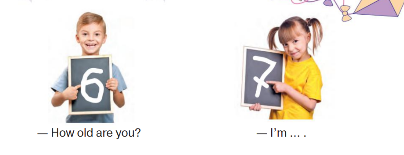 6
7
— How old are you?
— I'm ... .